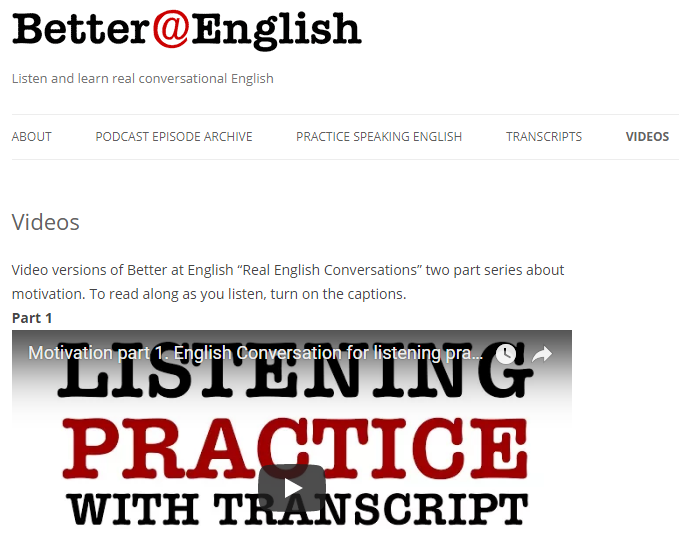 Better@English
Listen and learn real conversational English
ABOUT PODCAST EPISODE ARCHIVE PRACTICE SPEAKING ENGLISH TRANSCRIPTS VIDEOS
Videos
Video versions of Better at English “Real English Conversations” two part series about
motivation. To read along as you listen, turn on the captions.
Part 1
Motivation part 1. English Conversation for listening pra...
LISTENING
PRACTICE
WITH TRANSCRIPT